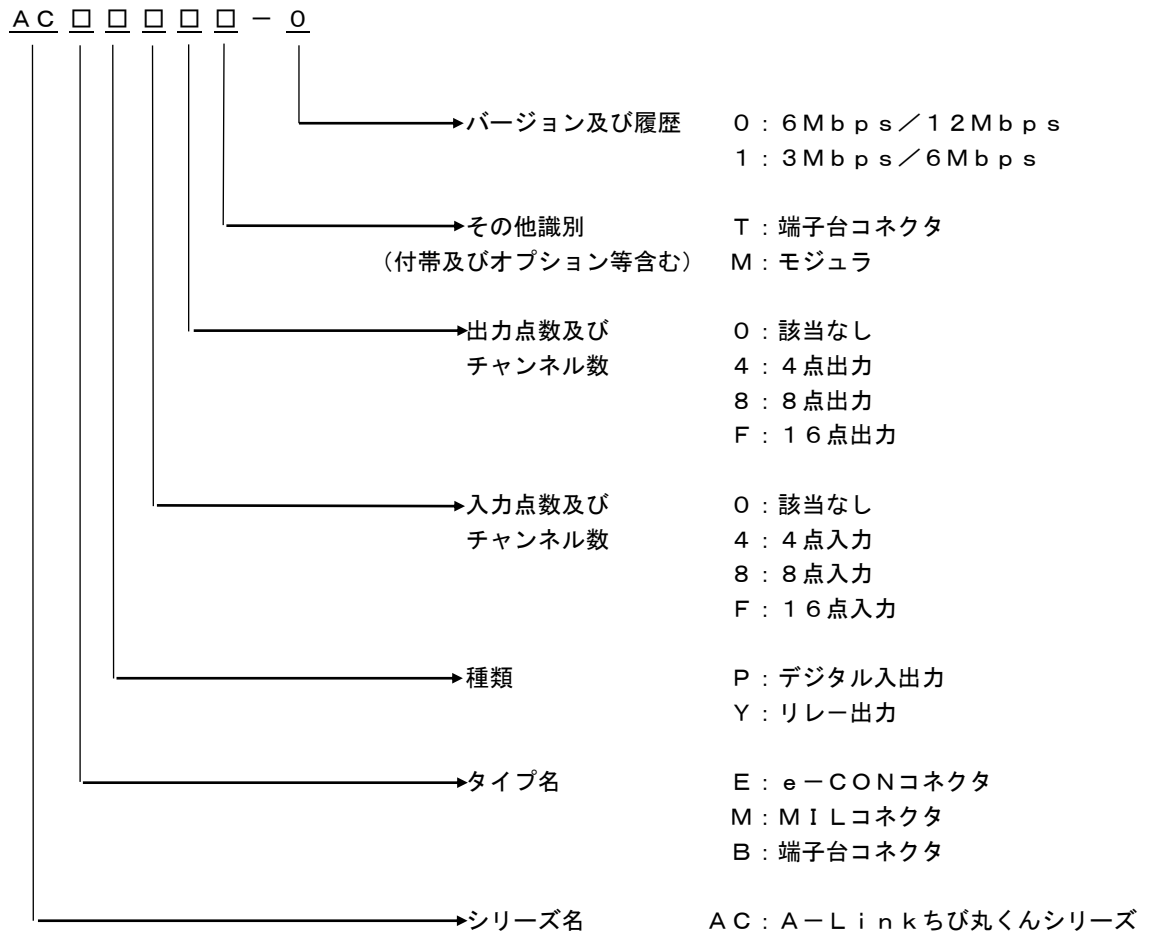 ＡＣ □ □ □ □ □ － ０
バージョン及び履歴　０：６Ｍｂｐｓ／１２Ｍｂｐｓ
１：３Ｍｂｐｓ／６Ｍｂｐｓ
その他識別　Ｔ：端子台コネクタ
（付帯及びオプション等含む）　Ｍ：モジュラ
出力点数及び　０：該当なし
チャンネル数　４：４点出力
８：８点出力
Ｆ：１６点出力
入力点数及び　０：該当なし
チャンネル数　４：４点入力
８：８点入力
Ｆ：１６点入力
種類　Ｐ：デジタル入出力
Ｙ：リレー出力
タイプ名　Ｅ：ｅ－ＣＯＮコネクタ
Ｍ：ＭＩＬコネクタ
Ｂ：端子台コネクタ
シリーズ名　ＡＣ：Ａ－Ｌｉｎｋちび丸くんシリーズ